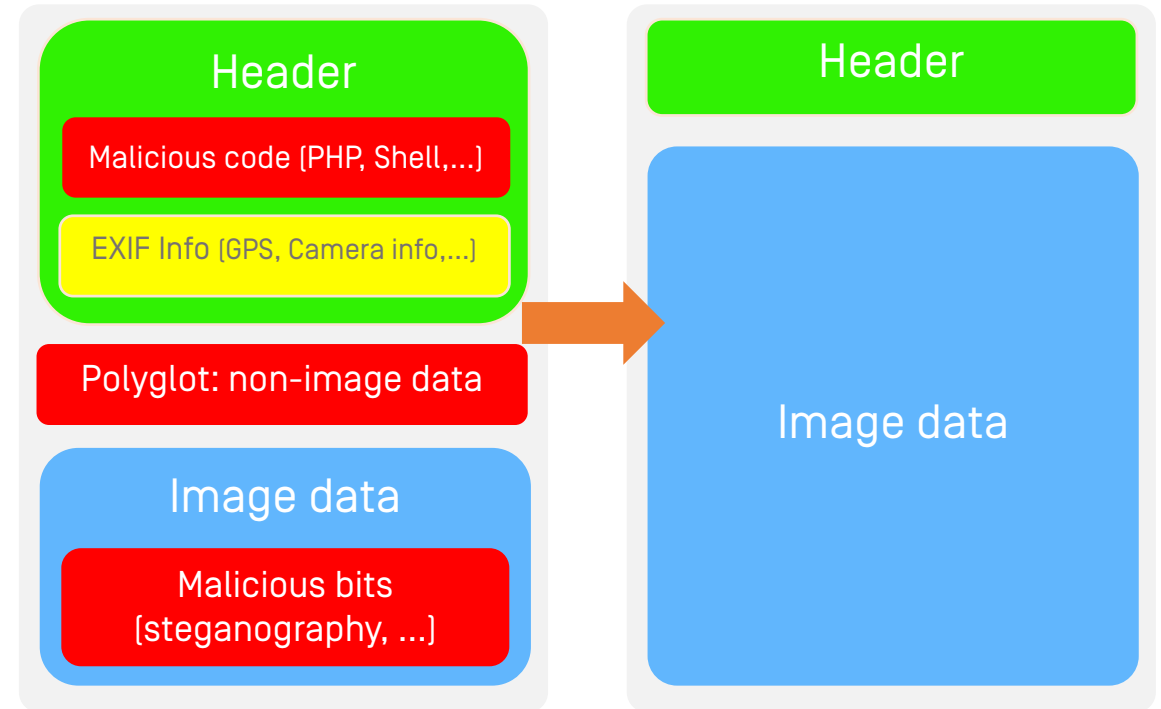 Header
Malicious code (PHP, Shell,...)
EXIF Info (GPS, Camera info,...)
Polyglot: non-image data
Image data
Malicious bits
(steganography, ...)
Header
Image data